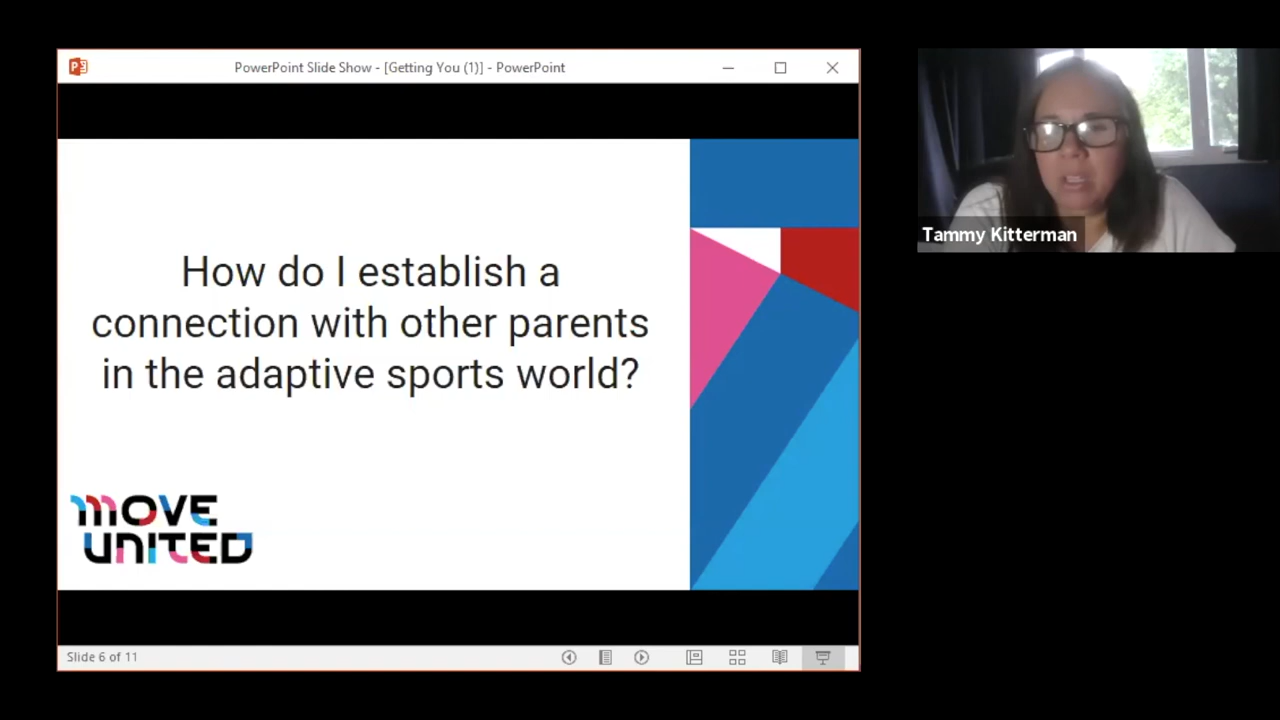 PowerPoint Slide Show - [Getting You (1)] - PowerPoint
How do I establish a
connection with other parents
in the adaptive sports world?
MOVE
UNITED
Slide 6 of 11
Tammy Kitterman